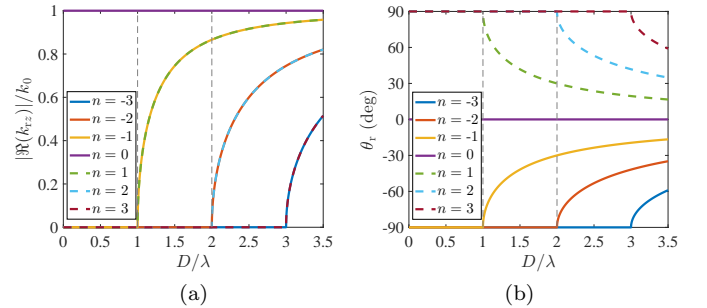 1
0.8
0.6
0.4
0.2
0
|ℜ(k_rz)|/k_0
n = -3
n = -2
n = -1
n = 0
n = 1
n = 2
n = 3
0 0.5 1 1.5 2 2.5 3 3.5
D/λ
(a)
90
60
30
0
-30
-60
-90
θ_r (deg)
n = -3
n = -2
n = -1
n = 0
n = 1
n = 2
n = 3
0 0.5 1 1.5 2 2.5 3 3.5
D/λ
(b)